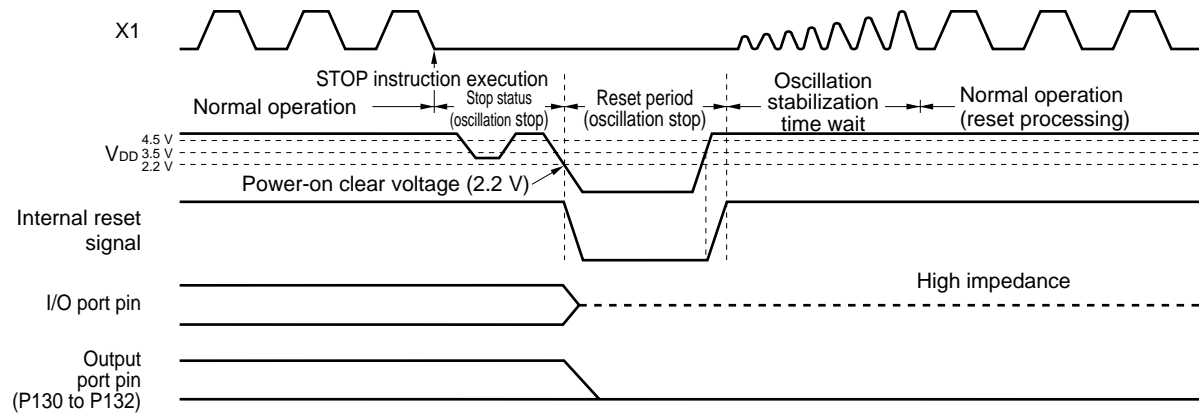 X1
STOP instruction execution
Normal operation
Stop status
(oscillation stop)
Reset period
(oscillation stop)
Oscillation
stabilization
time wait
Normal operation
(reset processing)
4.5 V
VDD 3.5 V
2.2 V
Power-on clear voltage (2.2 V)
Internal reset
signal
High impedance
I/O port pin
Output
port pin
(P130 to P132)